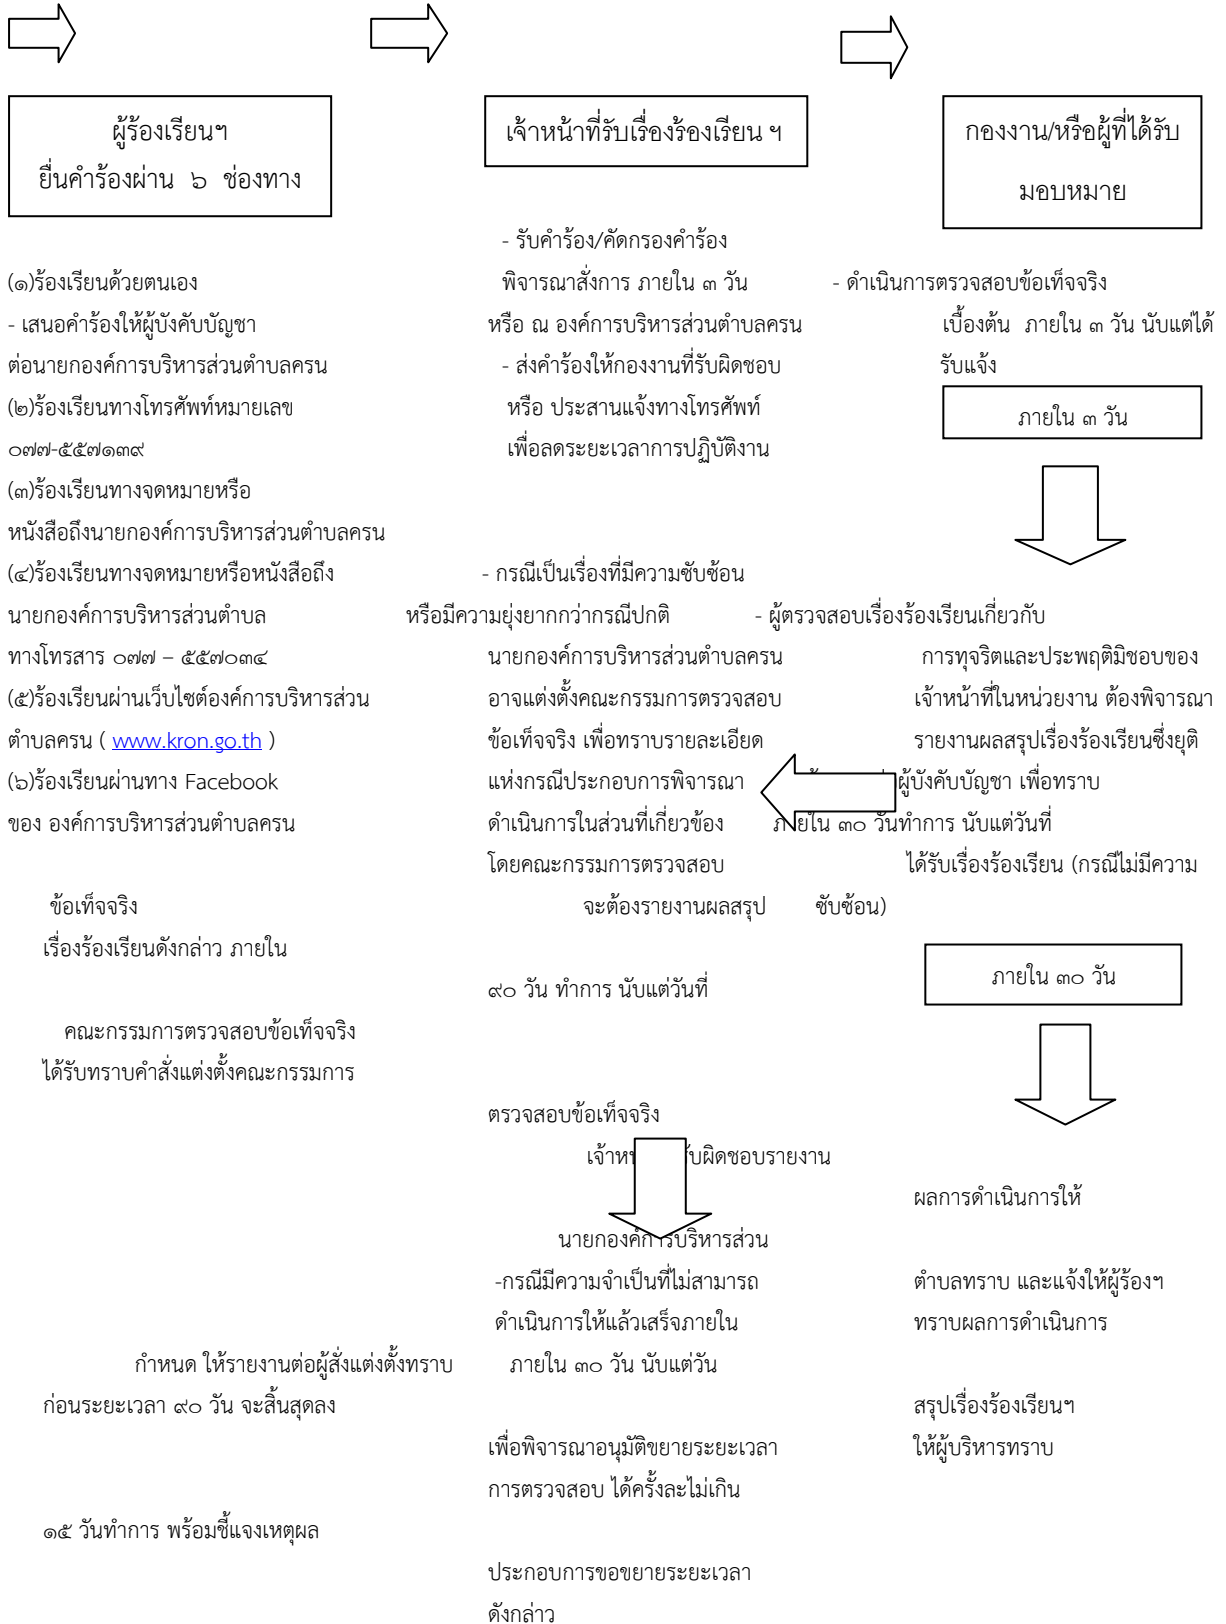 ผู้ร้องเรียนฯ
ยื่นคำร้องผ่าน ๖ ช่องทาง
(๑)ร้องเรียนด้วยตนเอง
- เสนอคำร้องให้ผู้บังคับบัญชา
ต่อนายกองค์การบริหารส่วนตำบลครน
(๒)ร้องเรียนทางโทรศัพท์หมายเลข
๐๗๗-๕๕๗๑๓๙
(๓)ร้องเรียนทางจดหมายหรือ
หนังสือถึงนายกองค์การบริหารส่วนตำบลครน
(๔)ร้องเรียนทางจดหมายหรือหนังสือถึง
นายกองค์การบริหารส่วนตำบล
ทางโทรสาร ๐๗๗ – ๕๕๗๐๓๔
(๕)ร้องเรียนผ่านเว็บไซต์องค์การบริหารส่วน
ตำบลครน ( www.kron.go.th )
(๖)ร้องเรียนผ่านทาง Facebook
ของ องค์การบริหารส่วนตำบลครน
เจ้าหน้าที่รับเรื่องร้องเรียน ฯ
- รับคำร้อง/คัดกรองคำร้อง
พิจารณาสั่งการ ภายใน ๓ วัน
หรือ ณ องค์การบริหารส่วนตำบลครน
- ส่งคำร้องให้กองงานที่รับผิดชอบ
หรือ ประสานแจ้งทางโทรศัพท์
เพื่อลดระยะเวลาการปฏิบัติงาน
- กรณีเป็นเรื่องที่มีความซับซ้อน
หรือมีความยุ่งยากกว่ากรณีปกติ
นายกองค์การบริหารส่วนตำบลครน
อาจแต่งตั้งคณะกรรมการตรวจสอบ
ข้อเท็จจริง เพื่อทราบรายละเอียด
แห่งกรณีประกอบการพิจารณา
ดำเนินการในส่วนที่เกี่ยวข้อง
โดยคณะกรรมการตรวจสอบ
ข้อเท็จจริง
จะต้องรายงานผลสรุป
เรื่องร้องเรียนดังกล่าว ภายใน
๙๐ วัน ทำการ นับแต่วันที่
คณะกรรมการตรวจสอบข้อเท็จจริง
ได้รับทราบคำสั่งแต่งตั้งคณะกรรมการ
ตรวจสอบข้อเท็จจริง
กองงาน/หรือผู้ที่ได้รับ
มอบหมาย
- ดำเนินการตรวจสอบข้อเท็จจริง
เบื้องต้น ภายใน ๓ วัน นับแต่ได้
รับแจ้ง
ภายใน ๓ วัน
- ผู้ตรวจสอบเรื่องร้องเรียนเกี่ยวกับ
การทุจริตและประพฤติมิชอบของ
เจ้าหน้าที่ในหน่วยงาน ต้องพิจารณา
รายงานผลสรุปเรื่องร้องเรียนซึ่งยุติ
ผู้บังคับบัญชา เพื่อทราบ
ภายใน ๓๐ วันทำการ นับแต่วันที่
ได้รับเรื่องร้องเรียน (กรณีไม่มีความ
ซับซ้อน)
ภายใน ๓๐ วัน
รับผิดชอบรายงาน
ผลการดำเนินการให้
นายกองค์การบริหารส่วน
-กรณีมีความจำเป็นที่ไม่สามารถ
ตำบลทราบ และแจ้งให้ผู้ร้องฯ
ดำเนินการให้แล้วเสร็จภายใน
ทราบผลการดำเนินการ
กำหนด ให้รายงานต่อผู้สั่งแต่งตั้งทราบ
ภายใน ๓๐ วัน นับแต่วัน
ก่อนระยะเวลา ๙๐ วัน จะสิ้นสุดลง
สรุปเรื่องร้องเรียนฯ
เพื่อพิจารณาอนุมัติขยายระยะเวลา
ให้ผู้บริหารทราบ
การตรวจสอบ ได้ครั้งละไม่เกิน
๑๕ วันทำการ พร้อมชี้แจงเหตุผล
ประกอบการขอขยายระยะเวลา
ดังกล่าว